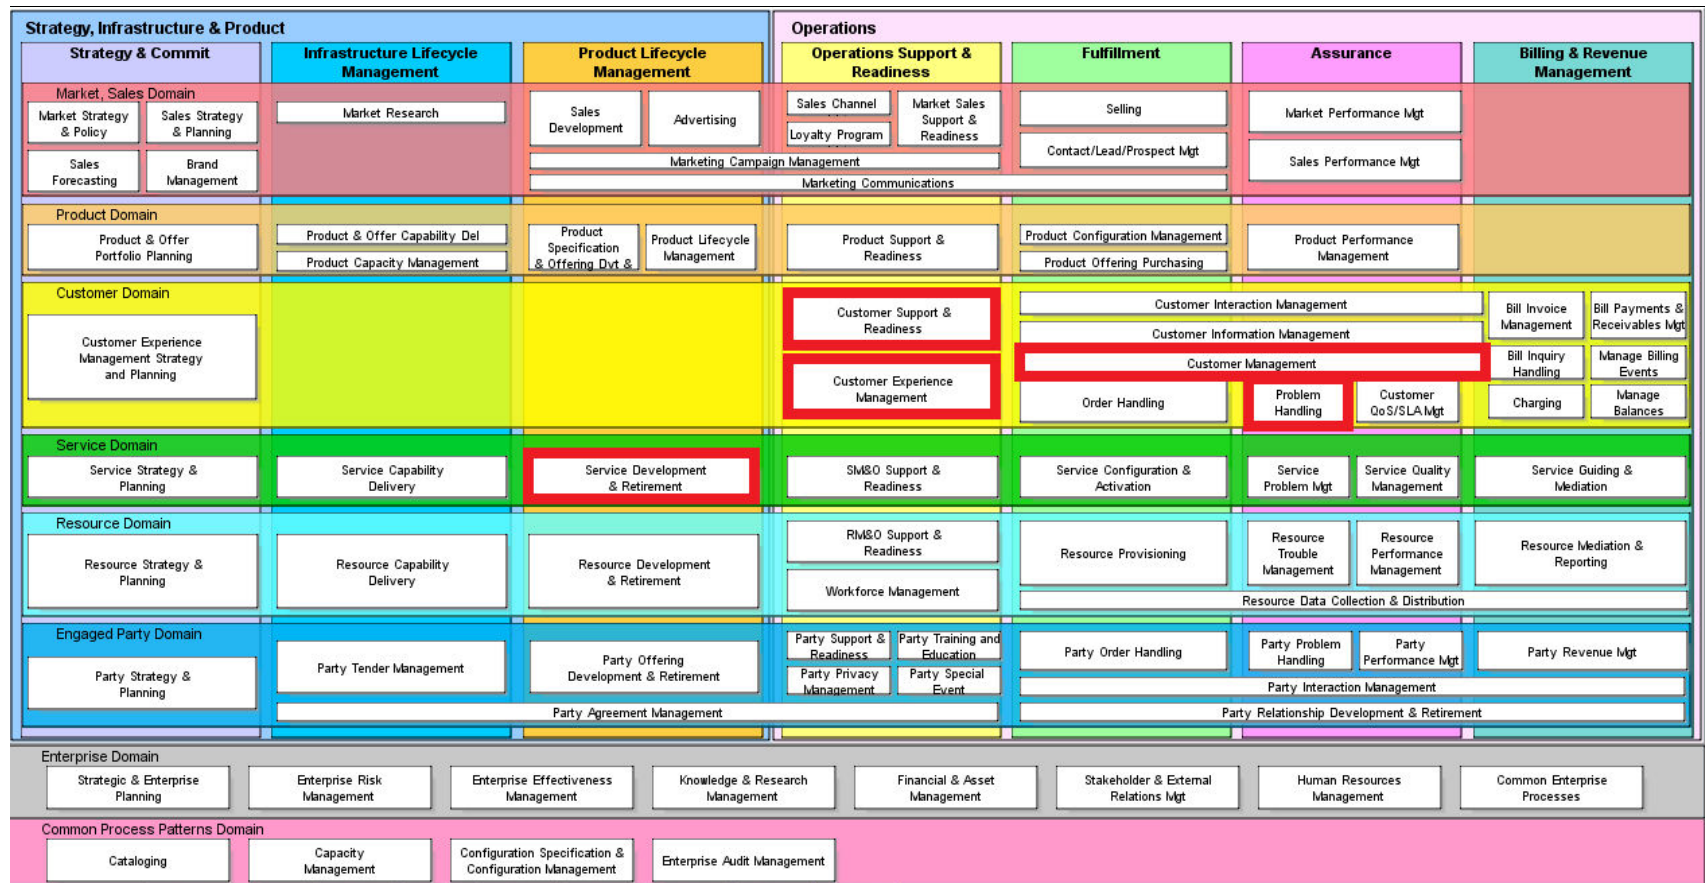 Strategy, Infrastructure & Product
Operations
Strategy & Commit
Infrastructure Lifecycle
Management
Product Lifecycle
Management
Operations Support &
Readiness
Fulfillment
Assurance
Billing & Revenue
Management
Market, Sales Domain
Market Strategy
& Policy
Sales Strategy
& Planning
Sales
Forecasting
Brand
Management
Market Research
Sales
Development
Advertising
Sales Channel
Loyalty Program
Market Sales
Support &
Readiness
Marketing Campaign Management
Marketing Communications
Selling
Contact/Lead/Prospect Mgt
Market Performance Mgt
Sales Performance Mgt
Product Domain
Product & Offer
Portfolio Planning
Product & Offer Capability Del
Product Capacity Management
Product
Specification
& Offering Dvt &
Product Lifecycle
Management
Product Support &
Readiness
Product Configuration Management
Product Offering Purchasing
Product Performance
Management
Customer Domain
Customer Experience
Management Strategy
and Planning
Customer Support &
Readiness
Customer Experience
Management
Customer Interaction Management
Customer Information Management
Customer Management
Order Handling
Problem
Handling
Customer
QoS/SLA Mgt
Bill Invoice
Management
Bill Payments &
Receivables Mgt
Bill Inquiry
Handling
Manage Billing
Events
Charging
Manage
Balances
Service Domain
Service Strategy &
Planning
Service Capability
Delivery
Service Development
& Retirement
SM&O Support &
Readiness
Service Configuration &
Activation
Service
Problem Mgt
Service Quality
Management
Service Guiding &
Mediation
Resource Domain
Resource Strategy &
Planning
Resource Capability
Delivery
Resource Development
& Retirement
RM&O Support &
Readiness
Workforce Management
Resource Provisioning
Resource
Trouble
Management
Resource
Performance
Management
Resource Mediation &
Reporting
Resource Data Collection & Distribution
Engaged Party Domain
Party Strategy &
Planning
Party Tender Management
Party Offering
Development & Retirement
Party Support &
Readiness
Party Training and
Education
Party Privacy
Management
Party Special
Event
Party Order Handling
Party Problem
Handling
Party
Performance Mgt
Party Revenue Mgt
Party Interaction Management
Party Agreement Management
Party Relationship Development & Retirement
Enterprise Domain
Strategic & Enterprise
Planning
Enterprise Risk
Management
Enterprise Effectiveness
Management
Knowledge & Research
Management
Financial & Asset
Management
Stakeholder & External
Relations Mgt
Human Resources
Management
Common Enterprise
Processes
Common Process Patterns Domain
Cataloging
Capacity
Management
Configuration Specification &
Configuration Management
Enterprise Audit Management